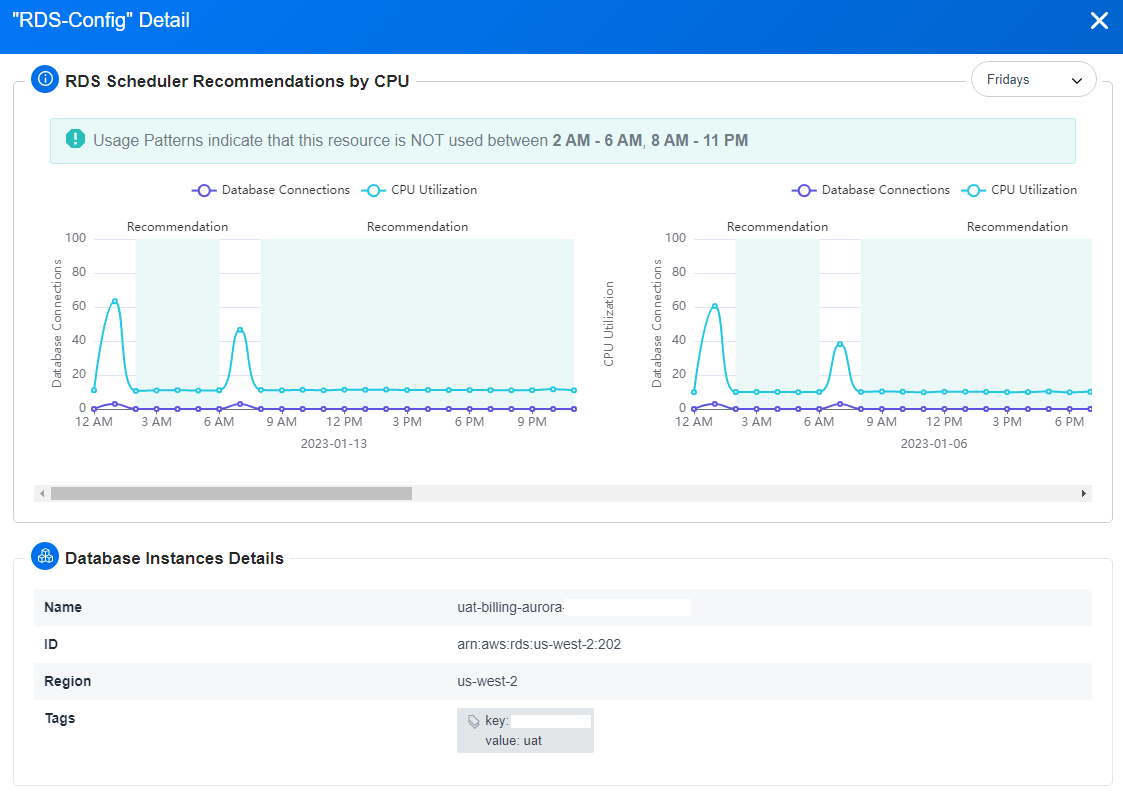 "RDS-Config" Detail
RDS Scheduler Recommendations by CPU
Fridays
Usage Patterns indicate that this resource is NOT used between 2 AM - 6 AM, 8 AM - 11 PM
Database Connections CPU Utilization
Recommendation Recommendation
Database Connections
100
80
60
40
20
0
12 AM 3 AM 6 AM 9 AM 12 PM 3 PM 6 PM 9 PM
2023-01-13
CPU Utilization
Database Connections CPU Utilization
Recommendation Recommendation
Database Connections
100
80
60
40
20
0
12 AM 3 AM 6 AM 9 AM 12 PM 3 PM 6 PM
2023-01-06
Database Instances Details
Name uat-billing-aurora-
ID arn:aws:rds:us-west-2:202
Region us-west-2
Tags key:
value: uat